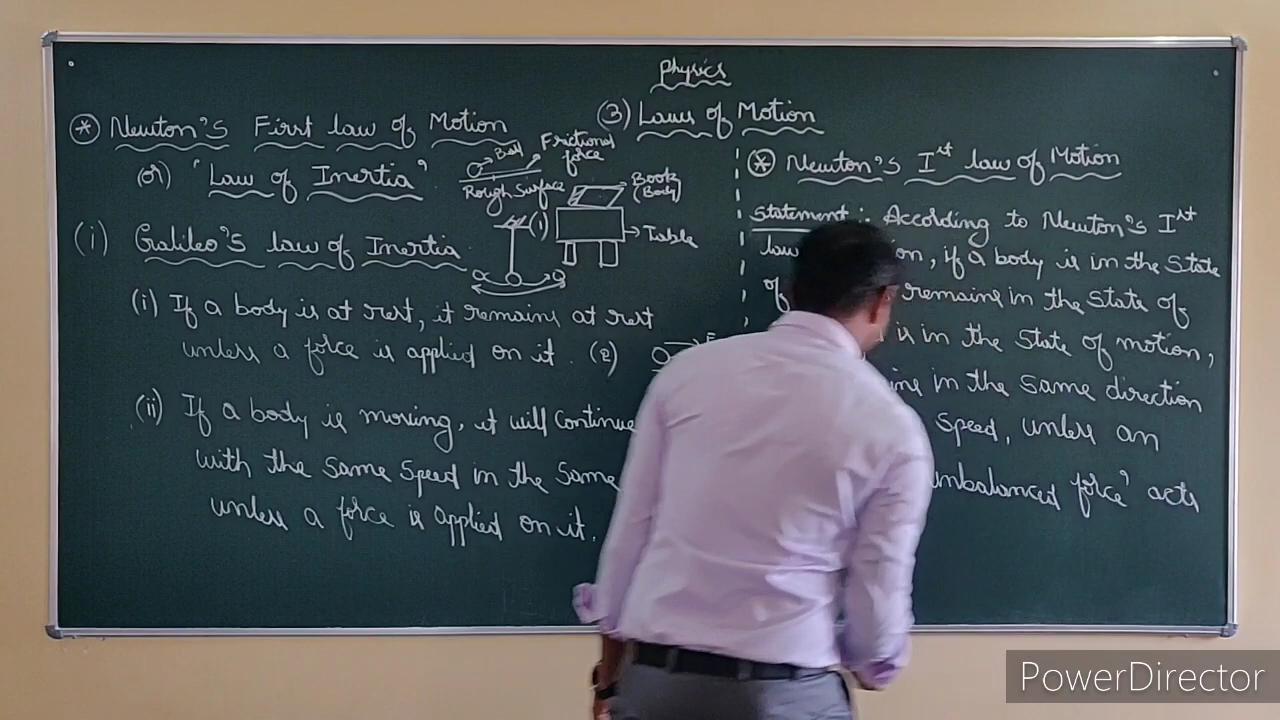 Physics
3) Laws of Motion
* Newton's First law of Motion
(or) "Law of Inertia"
Ball
Frictional
force
Rough Surface
Book
(Body)
(1)
Table
(i) Galileo's law of Inertia
(i) If a body is at rest, it remains at rest
unless a force is applied on it.
(2)
(ii) If a body is moving, it will Continue
with the Same Speed in the Same
unless a force is applied on it.
* Newton's Ist law of Motion
Statement : According to Newton's Ist
law on, if a body is in the State
of remains in the State of
is in the State of motion,
in the Same direction
Speed, unless an
unbalanced force' acts
PowerDirector